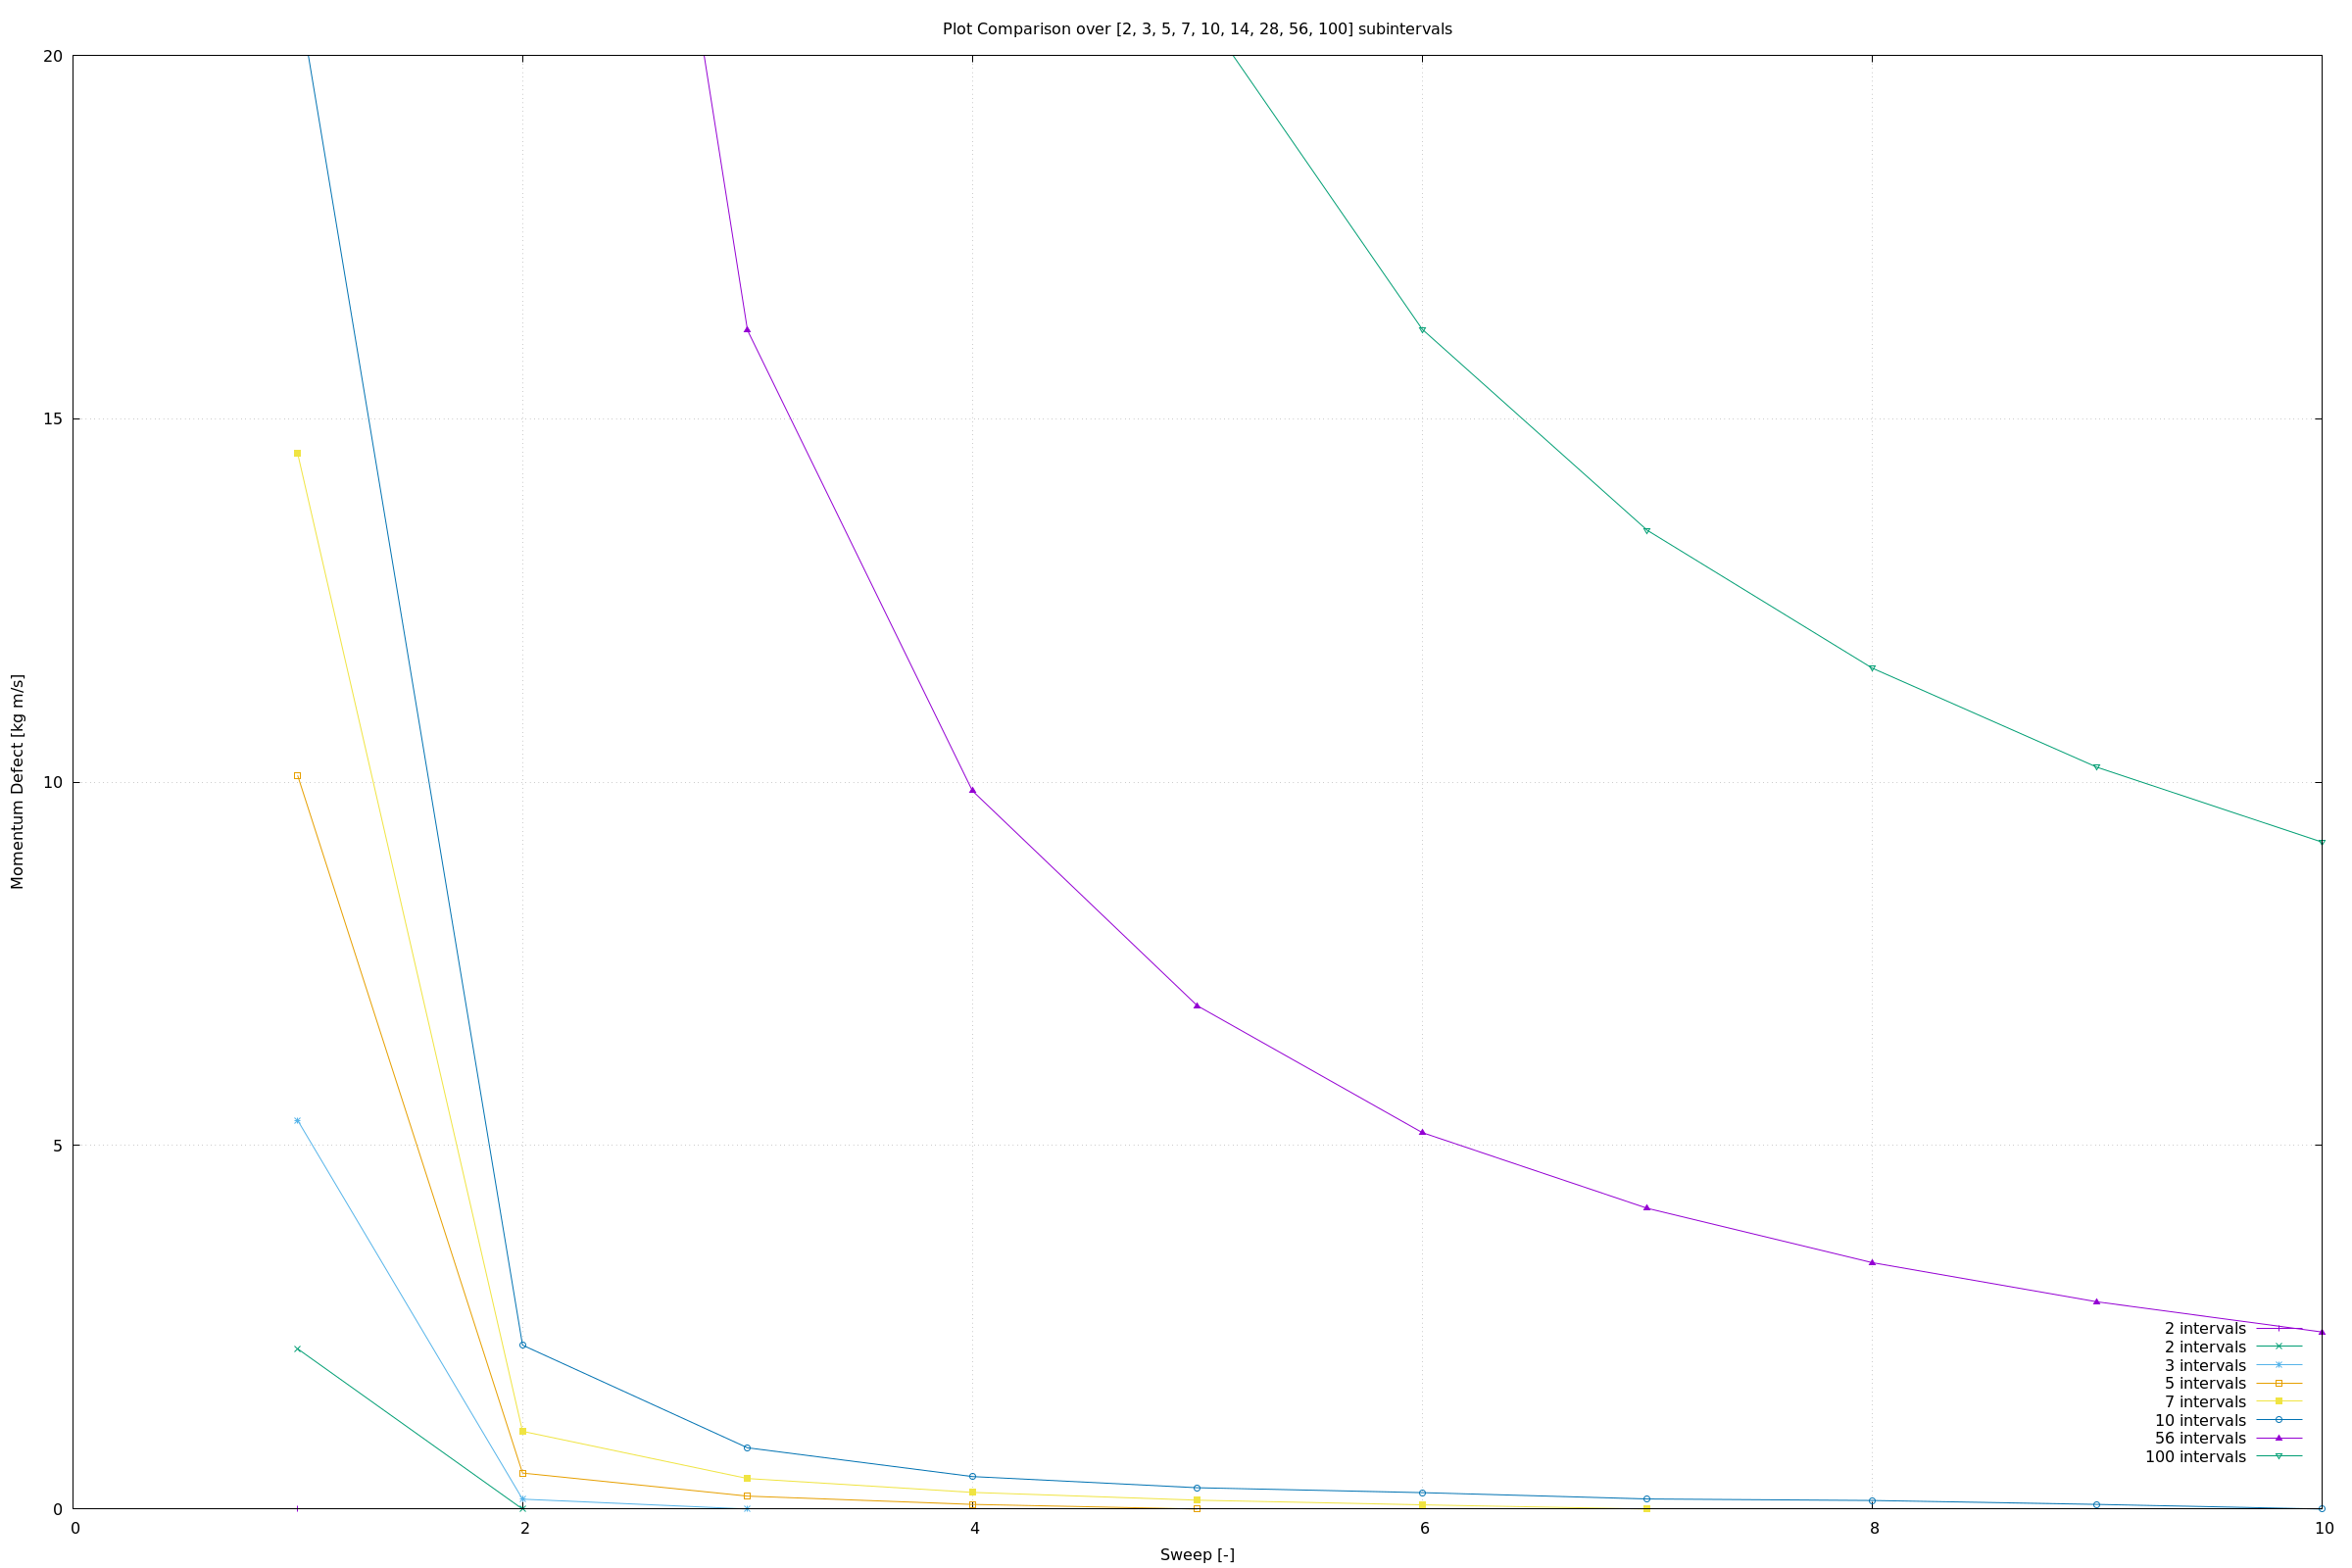 Plot Comparison over [2, 3, 5, 7, 10, 14, 28, 56, 100] subintervals
20
15
10
5
0
Momentum Defect [kg m/s]
2 intervals
2 intervals
3 intervals
5 intervals
7 intervals
10 intervals
56 intervals
100 intervals
0 2 4 6 8 10
Sweep [-]